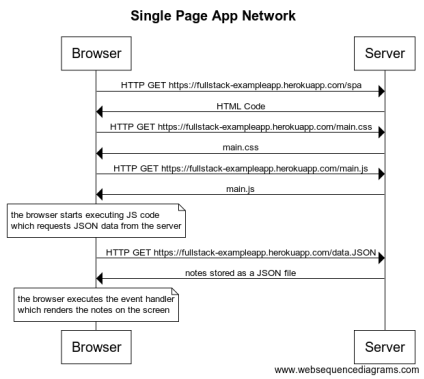 Single Page App Network
Browser Server
HTTP GET https://fullstack-exampleapp.herokuapp.com/spa
HTML Code
HTTP GET https://fullstack-exampleapp.herokuapp.com/main.css
main.css
HTTP GET https://fullstack-exampleapp.herokuapp.com/main.js
main.js
the browser starts executing JS code
which requests JSON data from the server
HTTP GET https://fullstack-exampleapp.herokuapp.com/data.JSON
notes stored as a JSON file
the browser executes the event handler
which renders the notes on the screen
Browser Server
www.websequencediagrams.com